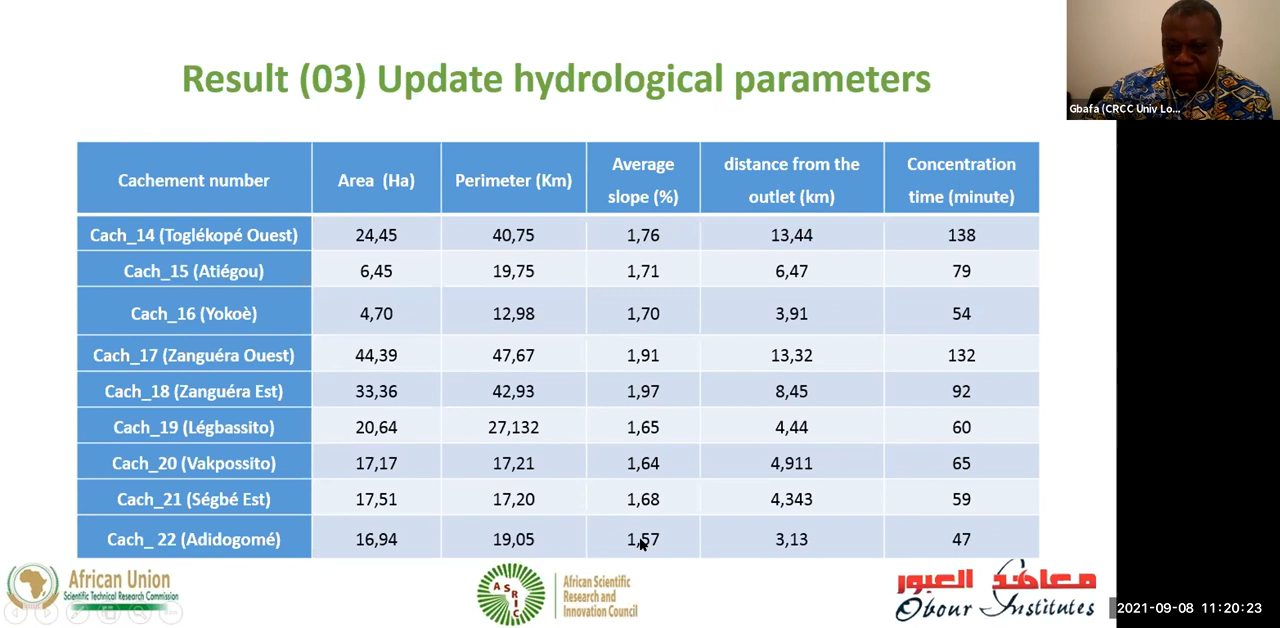 Result (03) Update hydrological parameters
Gbafa (CRCC Univ Lo...
Cachement number Area (Ha) Perimeter (Km) Average slope (%) distance from the outlet (km) Concentration time (minute)
Cach_14 (Toglékopé Ouest) 24,45 40,75 1,76 13,44 138
Cach_15 (Atiégou) 6,45 19,75 1,71 6,47 79
Cach_16 (Yokoè) 4,70 12,98 1,70 3,91 54
Cach_17 (Zanguéra Ouest) 44,39 47,67 1,91 13,32 132
Cach_18 (Zanguéra Est) 33,36 42,93 1,97 8,45 92
Cach_19 (Légbassito) 20,64 27,132 1,65 4,44 60
Cach_20 (Vakpossito) 17,17 17,21 1,64 4,911 65
Cach_21 (Ségbé Est) 17,51 17,20 1,68 4,343 59
Cach_ 22 (Adidogomé) 16,94 19,05 1,57 3,13 47
African Union
Scientific Technical Research Commission
ASRIC
African Scientific
Research and
Innovation Council
معاهد العبور
Obour Institutes
2021-09-08 11:20:23